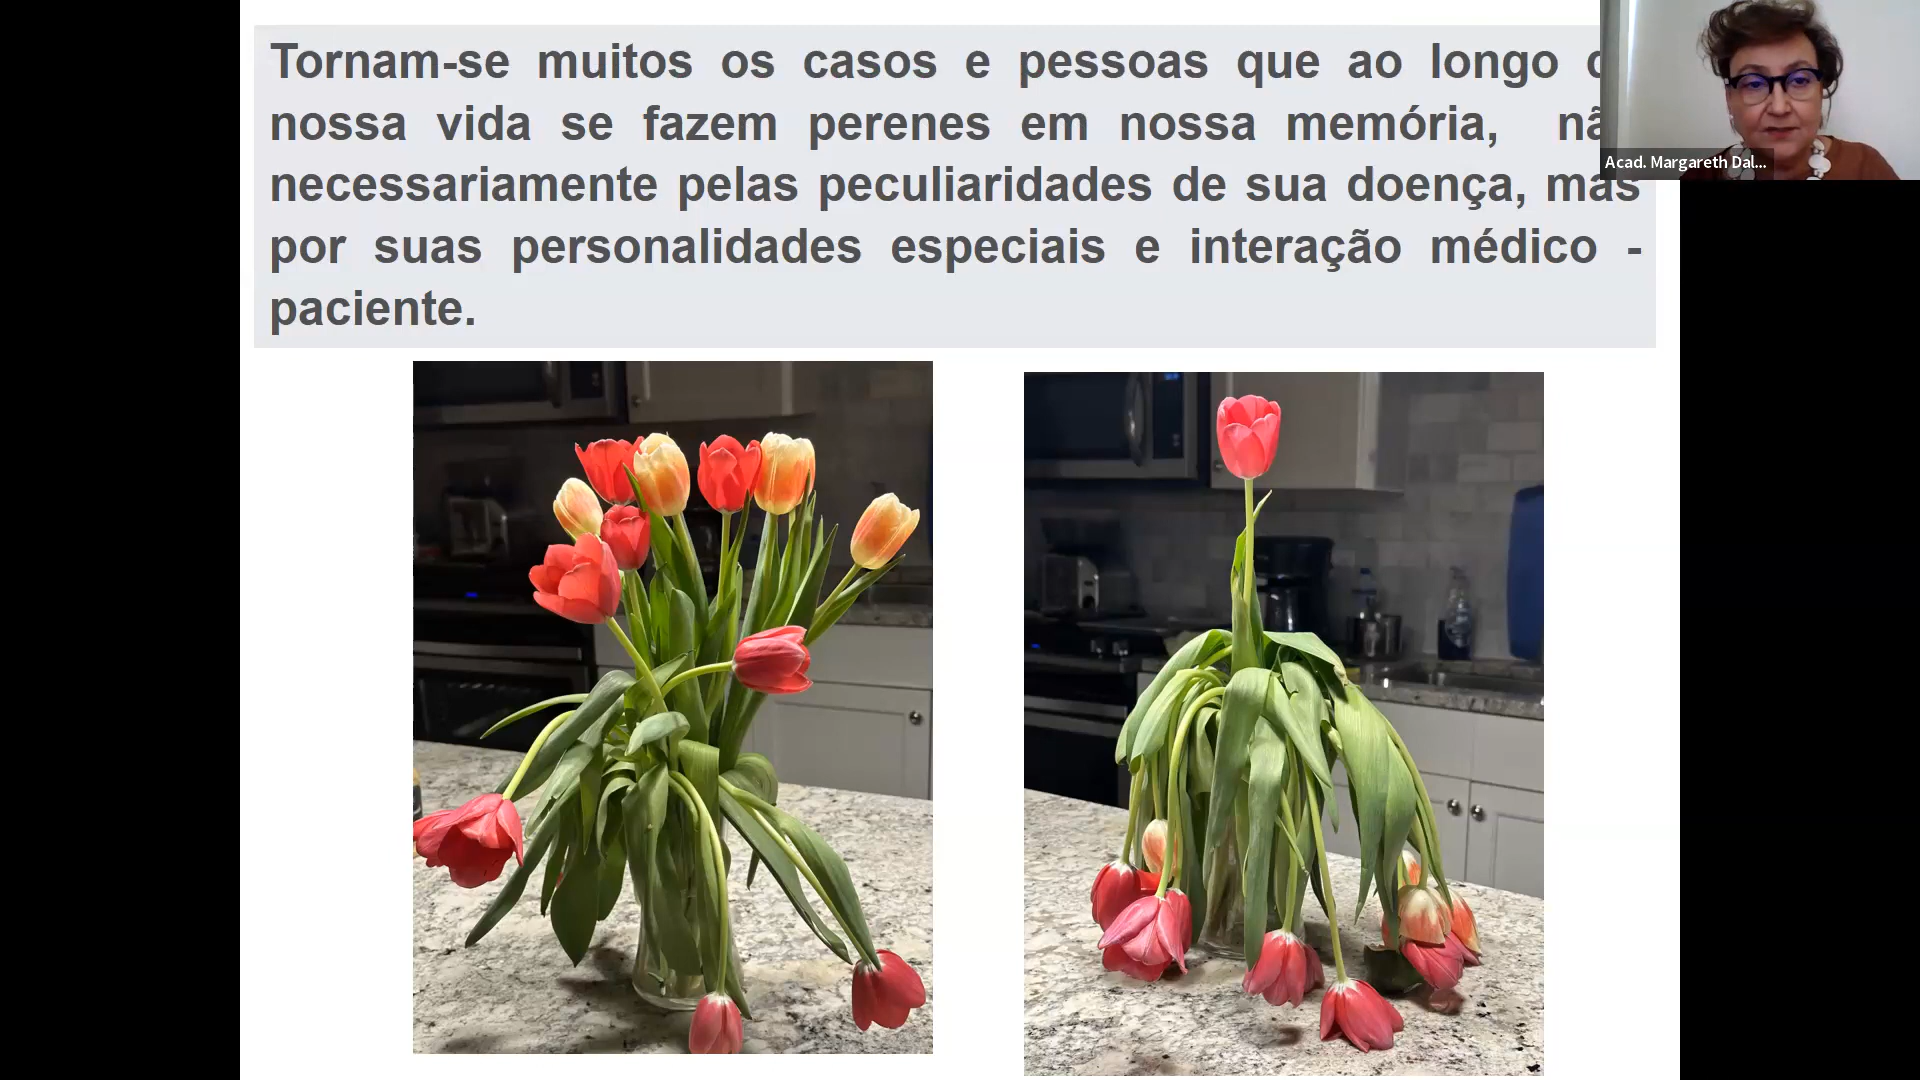 Tornam-se muitos os casos e pessoas que ao longo
nossa vida se fazem perenes em nossa memória,
necessariamente pelas peculiaridades de sua doença, mas
por suas personalidades especiais e interação médico -
paciente.
Acad. Margareth Dal...